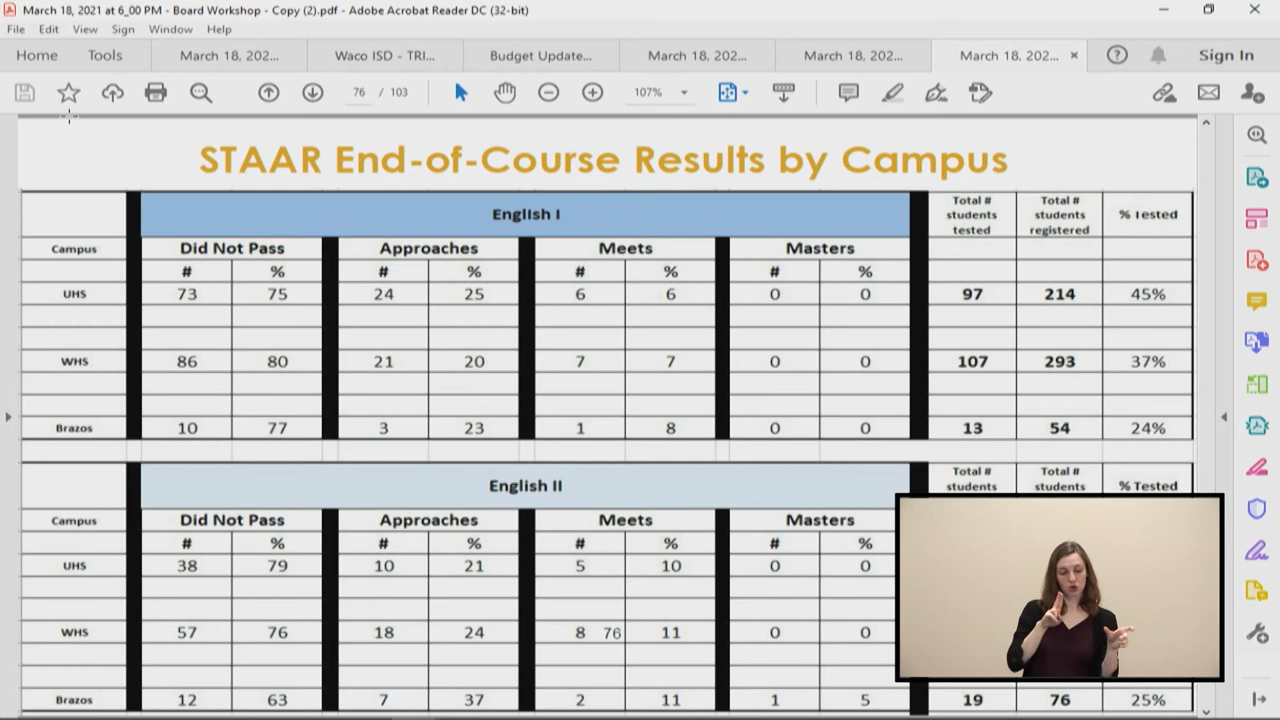 March 18, 2021 at 6_00 PM - Board Workshop - Copy (2).pdf - Adobe Acrobat Reader DC (32-bit)
File Edit View Sign Window Help
Home Tools March 18, 202... Waco ISD - TRI... Budget Update... March 18, 202... March 18, 202... March 18, 202... × Sign In
76 / 103 107%
STAAR End-of-Course Results by Campus
English I Total # students tested Total # students registered % Tested
Campus Did Not Pass Approaches Meets Masters
# % # % # % # %
UHS 73 75 24 25 6 6 0 0 97 214 45%
WHS 86 80 21 20 7 7 0 0 107 293 37%
Brazos 10 77 3 23 1 8 0 0 13 54 24%
English II Total # students Total # students % Tested
Campus Did Not Pass Approaches Meets Masters
# % # % # % # %
UHS 38 79 10 21 5 10 0 0
WHS 57 76 18 24 8 76 11 0 0
Brazos 12 63 7 37 2 11 1 5 19 76 25%